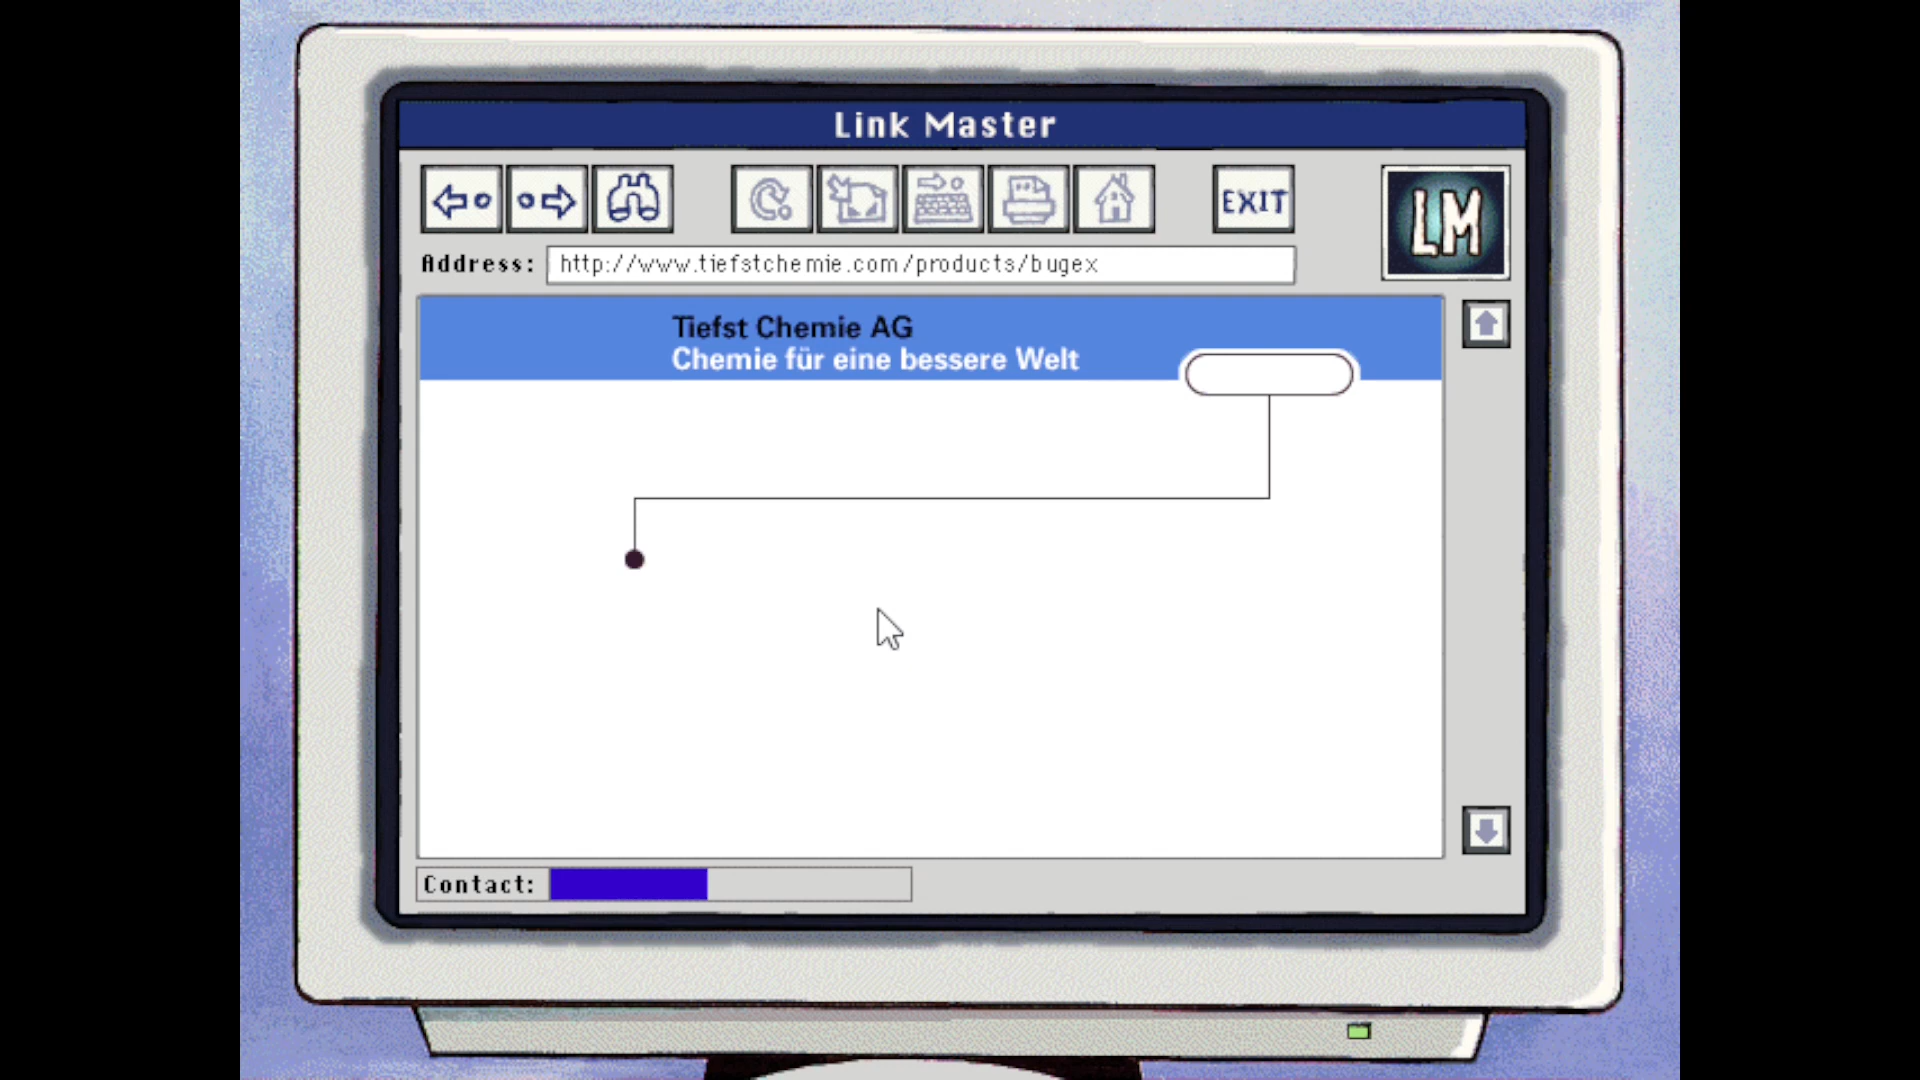 Link Master
EXIT
LM
Address: http://www.tiefstchemie.com/products/bugex
Tiefst Chemie AG
Chemie für eine bessere Welt
Contact: